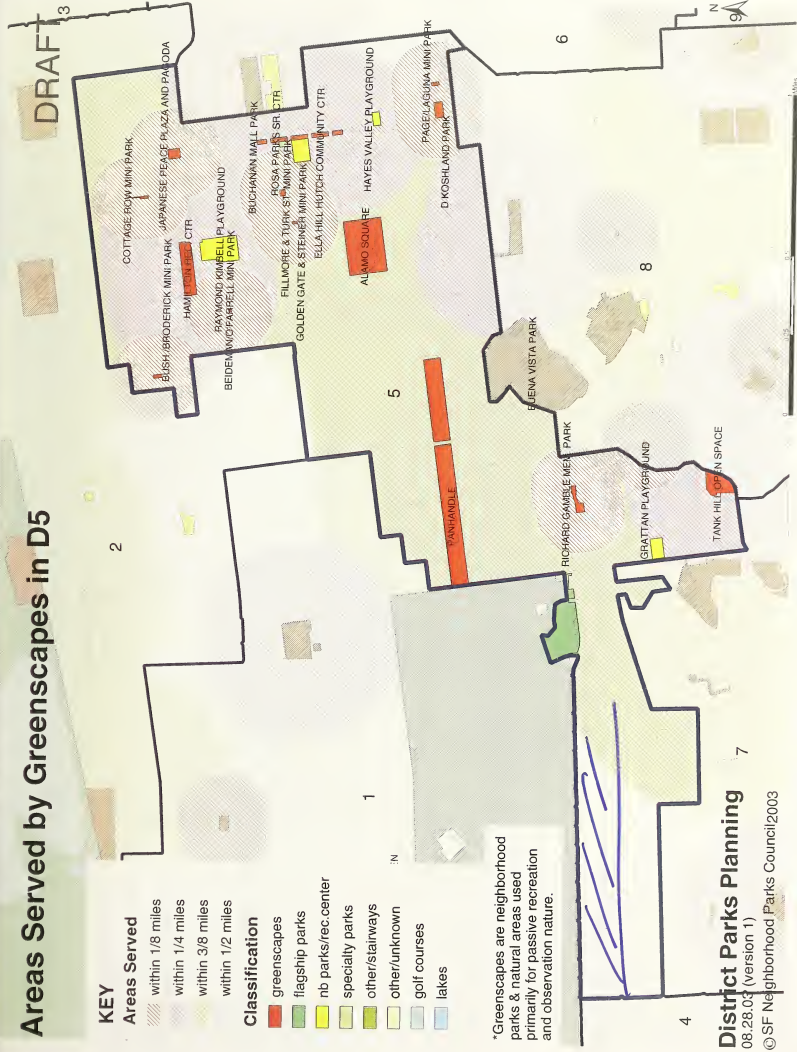 Areas Served by Greenscapes in D5
DRAFT
KEY
Areas Served
within 1/8 miles
within 1/4 miles
within 3/8 miles
within 1/2 miles
Classification
greenscapes
flagship parks
nb parks/rec.center
specialty parks
other/stairways
other/unknown
golf courses
lakes
*Greenscapes are neighborhood
parks & natural areas used
primarily for passive recreation
and observation nature.
District Parks Planning
08.28.03 (version 1)
©SF Neighborhood Parks Council2003
1
2
3
4
5
6
7
8
9
N
COTTAGE ROW MINI PARK
JAPANESE PEACE PLAZA AND PAGODA
BUSH/BRODERICK MINI PARK
HAMILTON REC CTR
RAYMOND KIMBELL PLAYGROUND
BEIDEMAN/O'FARRELL MINI PARK
BUCHANAN MALL PARK
ROSA PARKS SR. CTR
FILLMORE & TURK ST. MINI PARK
GOLDEN GATE & STEINER MINI PARK
ELLA HILL HUTCH COMMUNITY CTR
HAYES VALLEY PLAYGROUND
PAGE/LAGUNA MINI PARK
D KOSHLAND PARK
ALAMO SQUARE
PANHANDLE
BUENA VISTA PARK
RICHARD GAMBLE MEM. PARK
GRATTAN PLAYGROUND
TANK HILL OPEN SPACE